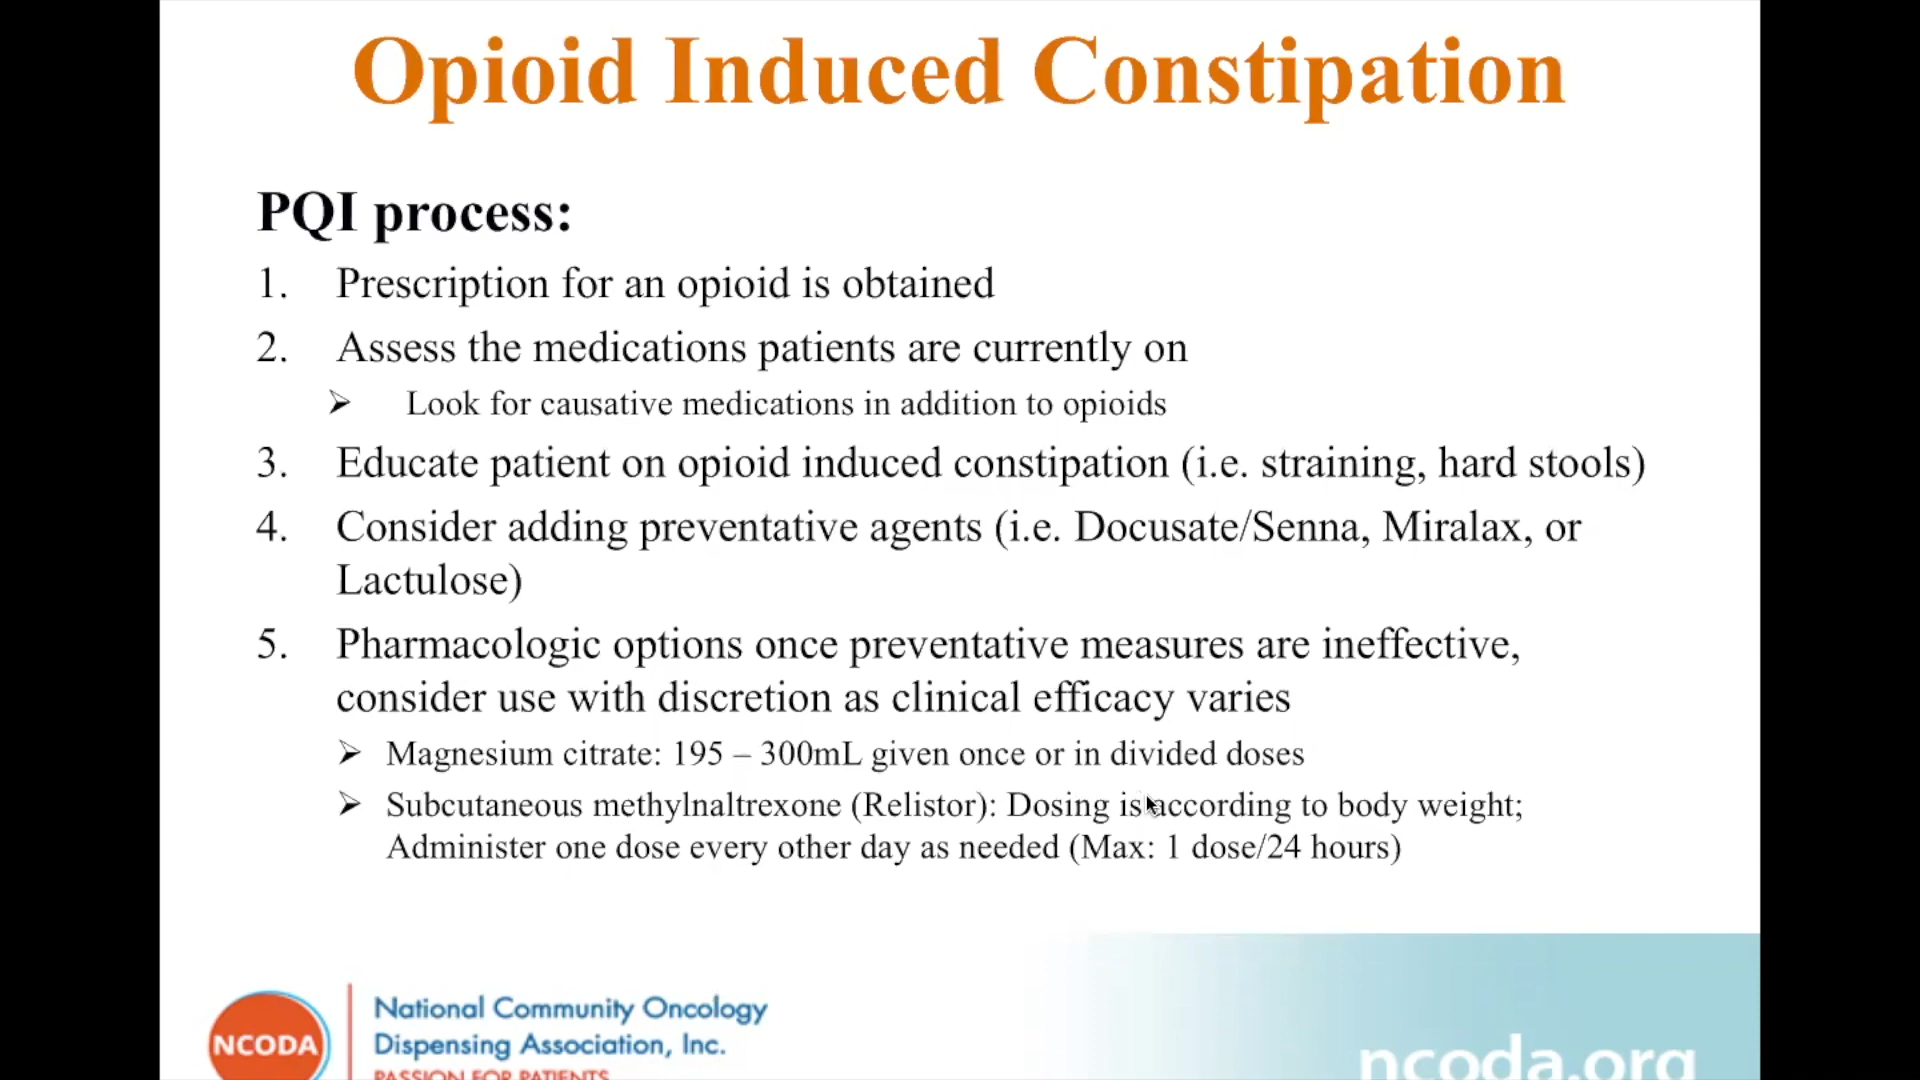 Opioid Induced Constipation
PQI process:
1. Prescription for an opioid is obtained
2. Assess the medications patients are currently on
➢ Look for causative medications in addition to opioids
3. Educate patient on opioid induced constipation (i.e. straining, hard stools)
4. Consider adding preventative agents (i.e. Docusate/Senna, Miralax, or
Lactulose)
5. Pharmacologic options once preventative measures are ineffective,
consider use with discretion as clinical efficacy varies
➢ Magnesium citrate: 195 – 300mL given once or in divided doses
➢ Subcutaneous methylnaltrexone (Relistor): Dosing is according to body weight;
Administer one dose every other day as needed (Max: 1 dose/24 hours)
NCODA
National Community Oncology
Dispensing Association, Inc.
PASSION FOR PATIENTS
ncoda.org